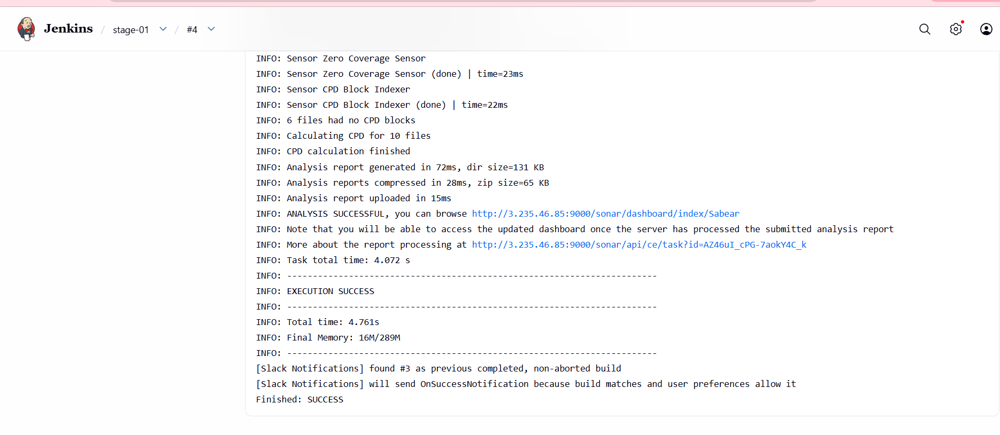 Jenkins / stage-01 / #4
INFO: Sensor Zero Coverage Sensor
INFO: Sensor Zero Coverage Sensor (done) | time=23ms
INFO: Sensor CPD Block Indexer
INFO: Sensor CPD Block Indexer (done) | time=22ms
INFO: 6 files had no CPD blocks
INFO: Calculating CPD for 10 files
INFO: CPD calculation finished
INFO: Analysis report generated in 72ms, dir size=131 KB
INFO: Analysis reports compressed in 28ms, zip size=65 KB
INFO: Analysis report uploaded in 15ms
INFO: ANALYSIS SUCCESSFUL, you can browse http://3.235.46.85:9000/sonar/dashboard/index/Sabear
INFO: Note that you will be able to access the updated dashboard once the server has processed the submitted analysis report
INFO: More about the report processing at http://3.235.46.85:9000/sonar/api/ce/task?id=AZ46uI_cPG-7aokY4C_k
INFO: Task total time: 4.072 s
INFO: ------------------------------------------------------------------------
INFO: EXECUTION SUCCESS
INFO: ------------------------------------------------------------------------
INFO: Total time: 4.761s
INFO: Final Memory: 16M/289M
INFO: ------------------------------------------------------------------------
[Slack Notifications] found #3 as previous completed, non-aborted build
[Slack Notifications] will send OnSuccessNotification because build matches and user preferences allow it
Finished: SUCCESS